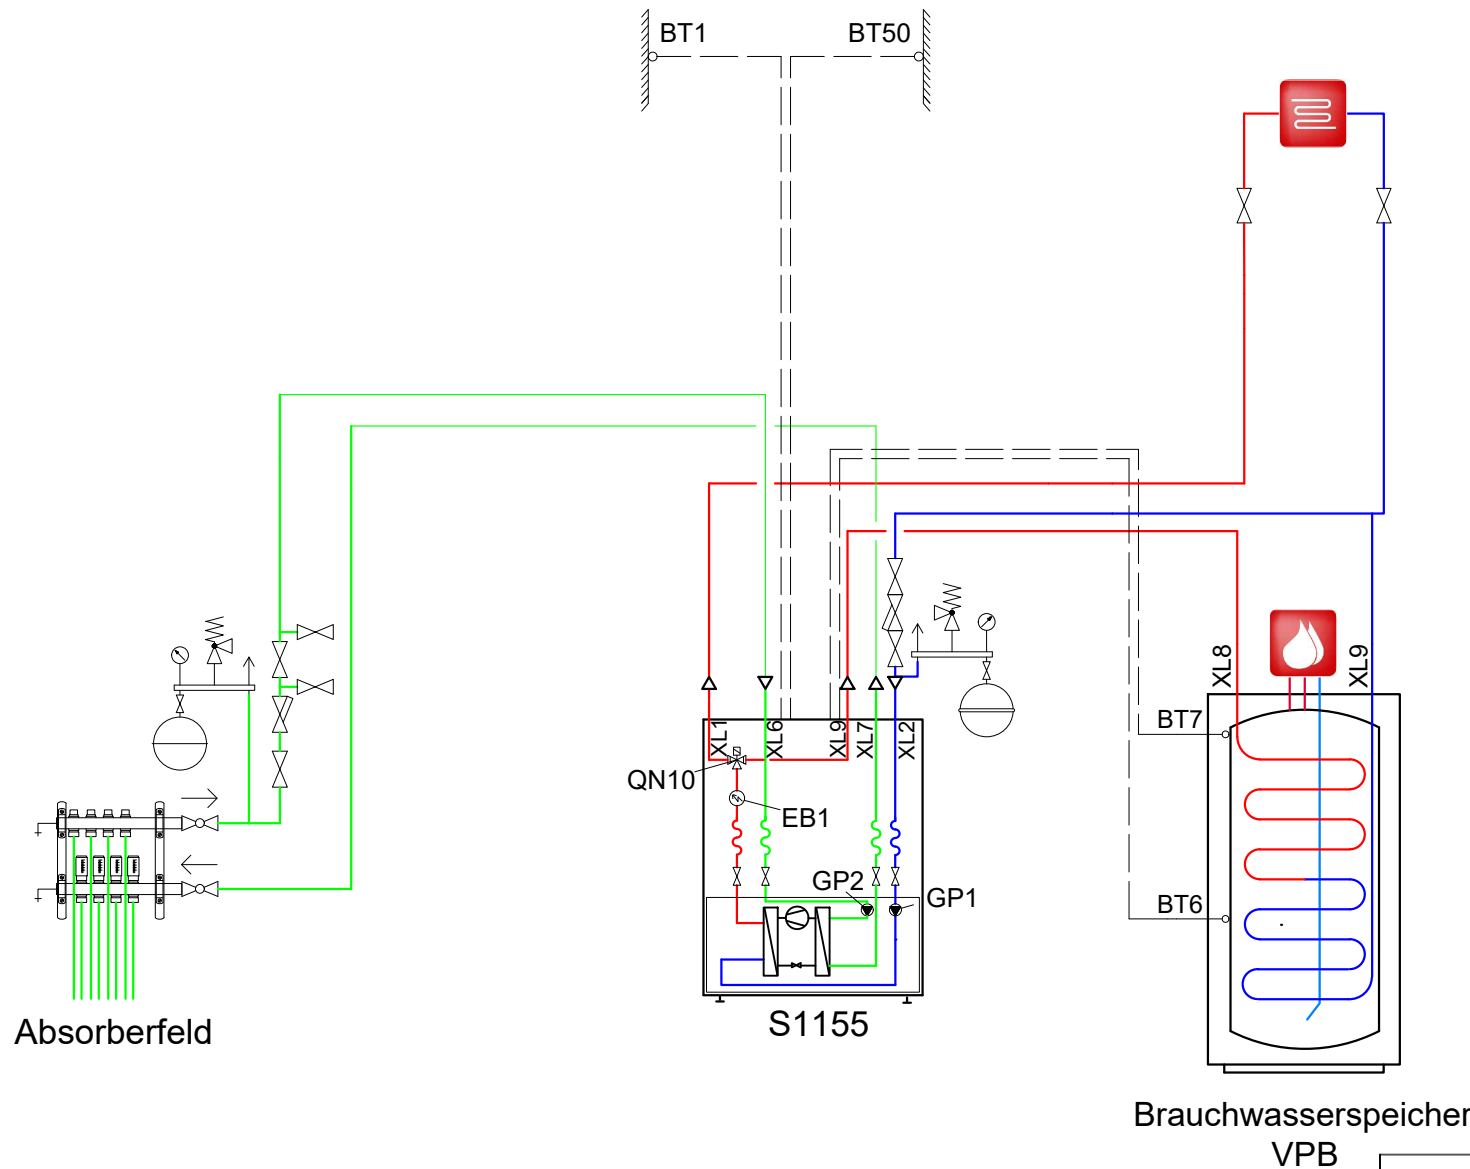 BT1
BT50
XL8
XL9
BT7
XL1
XL6
XL9
XL7
XL2
QN10
EB1
GP2
GP1
BT6
S1155
Absorberfeld
Brauchwasserspeicher
VPB